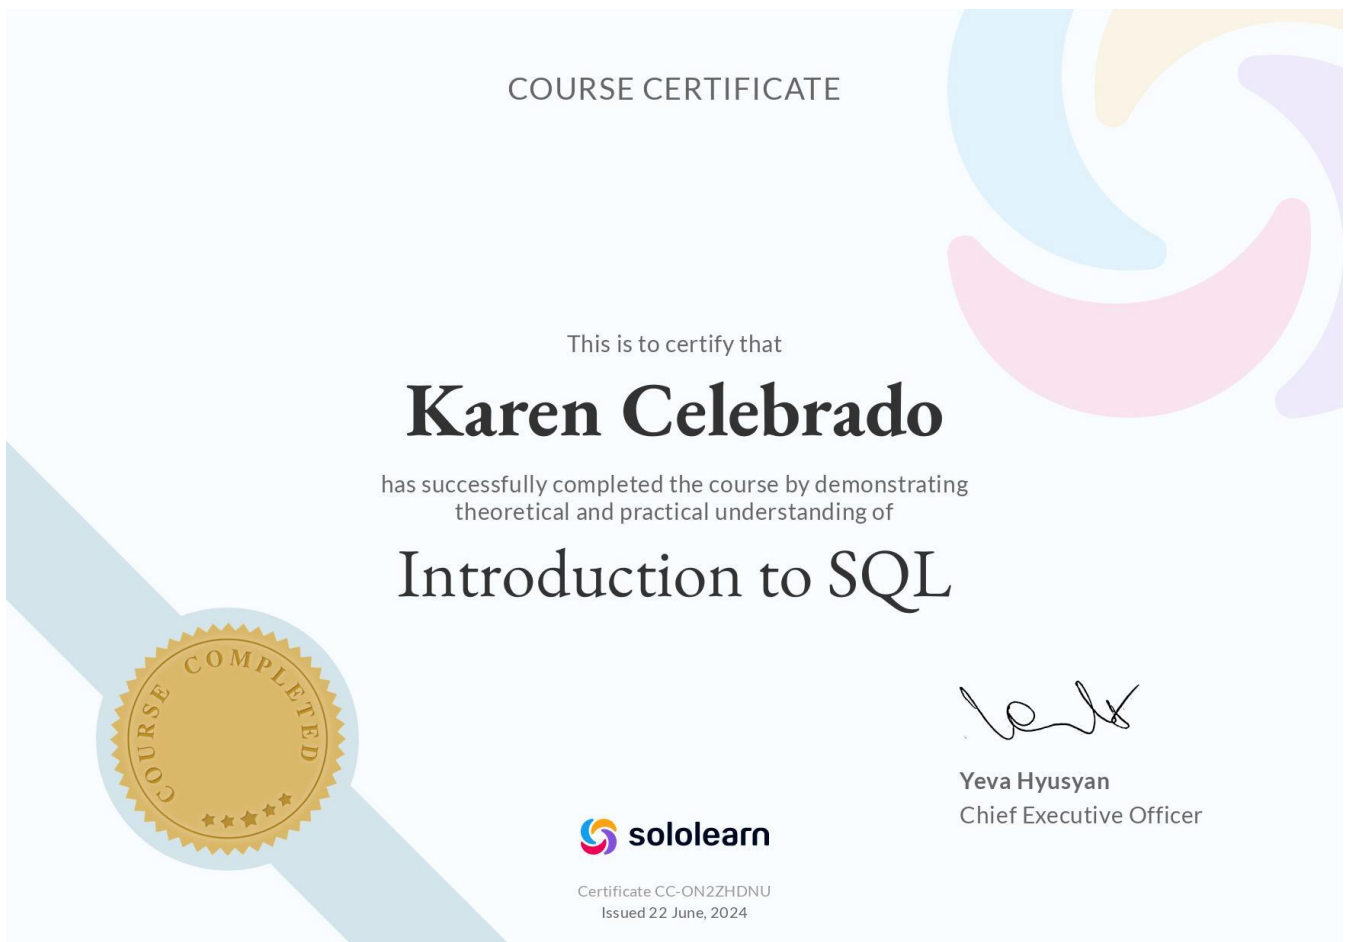 COURSE CERTIFICATE
This is to certify that
Karen Celebrado
has successfully completed the course by demonstrating
theoretical and practical understanding of
Introduction to SQL
COURSE COMPLETED
Yeva Hyusyan
Chief Executive Officer
sololearn
Certificate CC-ON2ZHDNU
Issued 22 June, 2024